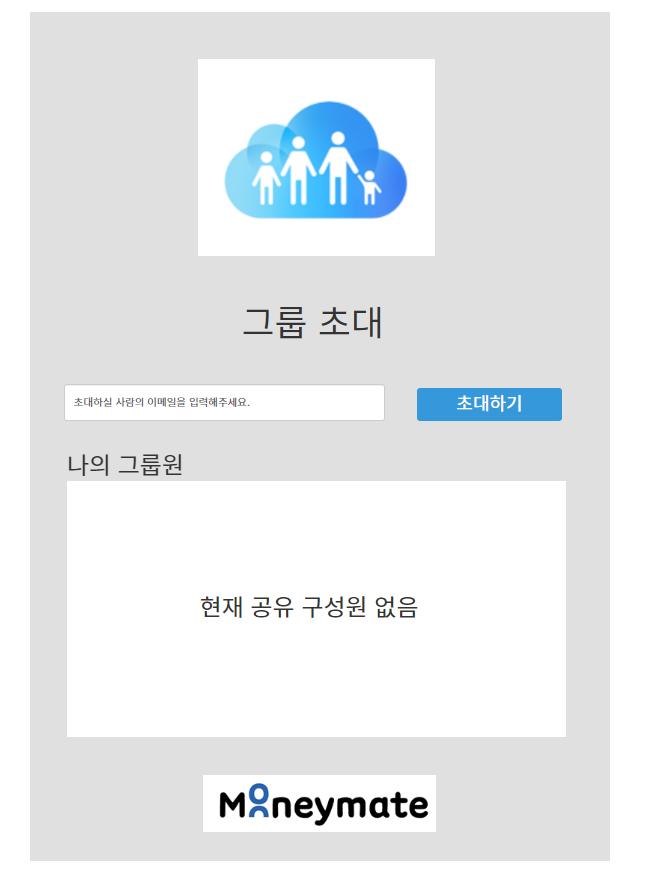 그룹 초대
초대하실 사람의 이메일을 입력해주세요.
초대하기
나의 그룹원
현재 공유 구성원 없음
Moneymate